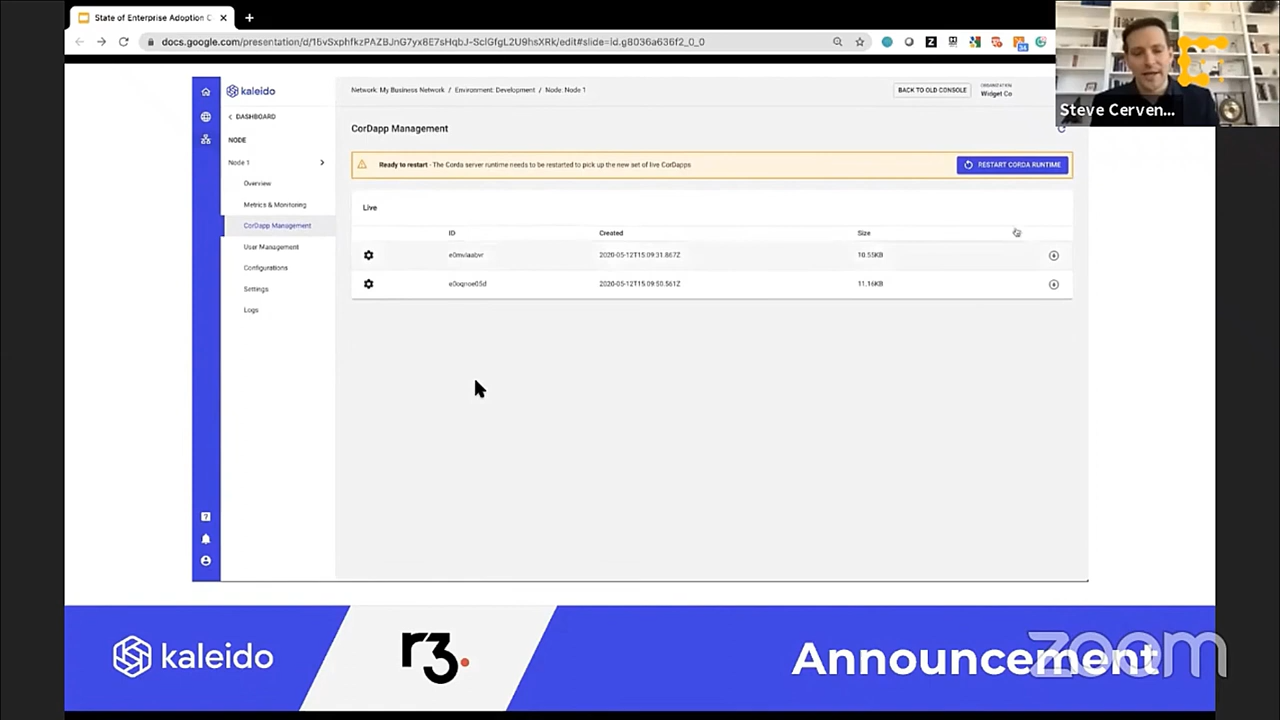 State of Enterprise Adoption C
docs.google.com/presentation/d/15vSxphfkzPAZBJnG7yx8E7sHqbJ-SclGfgL2U9hsXRk/edit#slide=id.g8036a636f2_0_0
Steve Cerven...
kaleido
Network: My Business Network / Environment: Development / Node: Node 1
BACK TO OLD CONSOLE
ORGANIZATION
Widget Co
DASHBOARD
NODE
Node 1
Overview
Metrics & Monitoring
CorDapp Management
User Management
Configurations
Settings
Logs
CorDapp Management
Ready to restart - The Corda server runtime needs to be restarted to pick up the new set of live CorDapps
RESTART CORDA RUNTIME
Live
ID Created Size
e0mvlaabvr 2020-05-12T15:09:31.867Z 10.55KB
e0oqnoe05d 2020-05-12T15:09:50.561Z 11.16KB
kaleido
r3.
Announcement
zoom